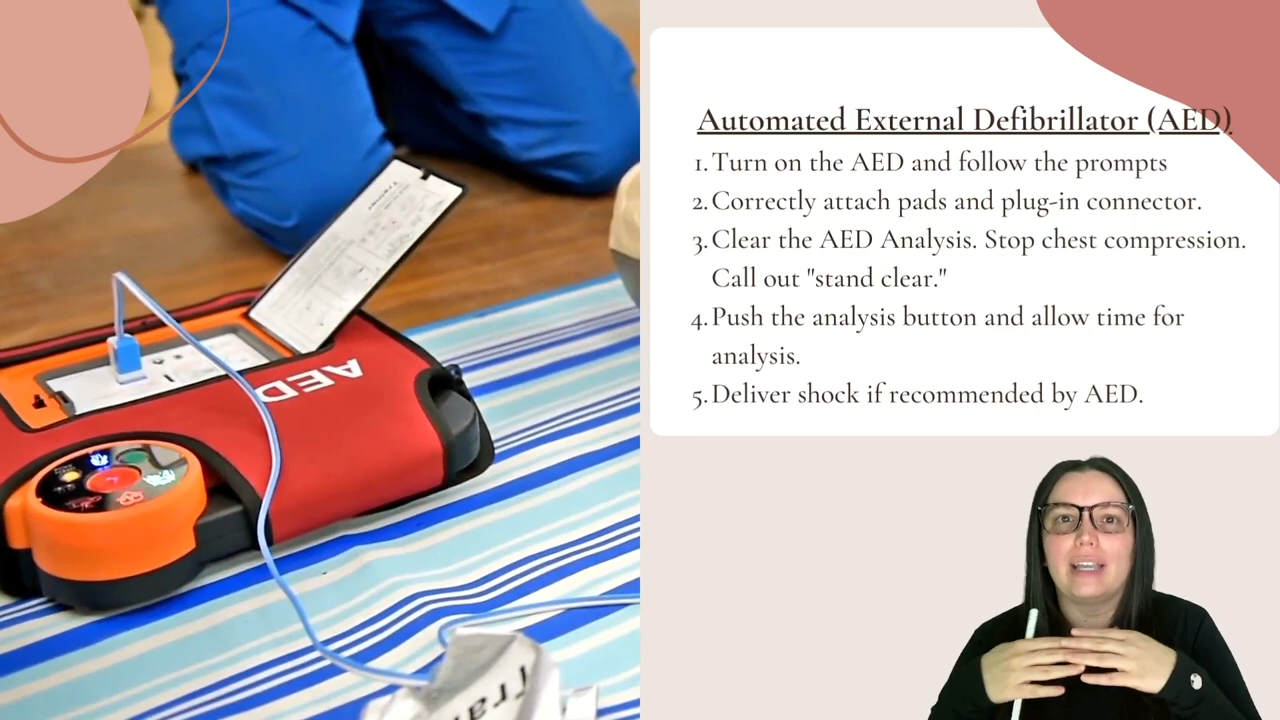 AED
Tra
Automated External Defibrillator (AED)
1. Turn on the AED and follow the prompts
2. Correctly attach pads and plug-in connector.
3. Clear the AED Analysis. Stop chest compression.
Call out "stand clear."
4. Push the analysis button and allow time for
analysis.
5. Deliver shock if recommended by AED.